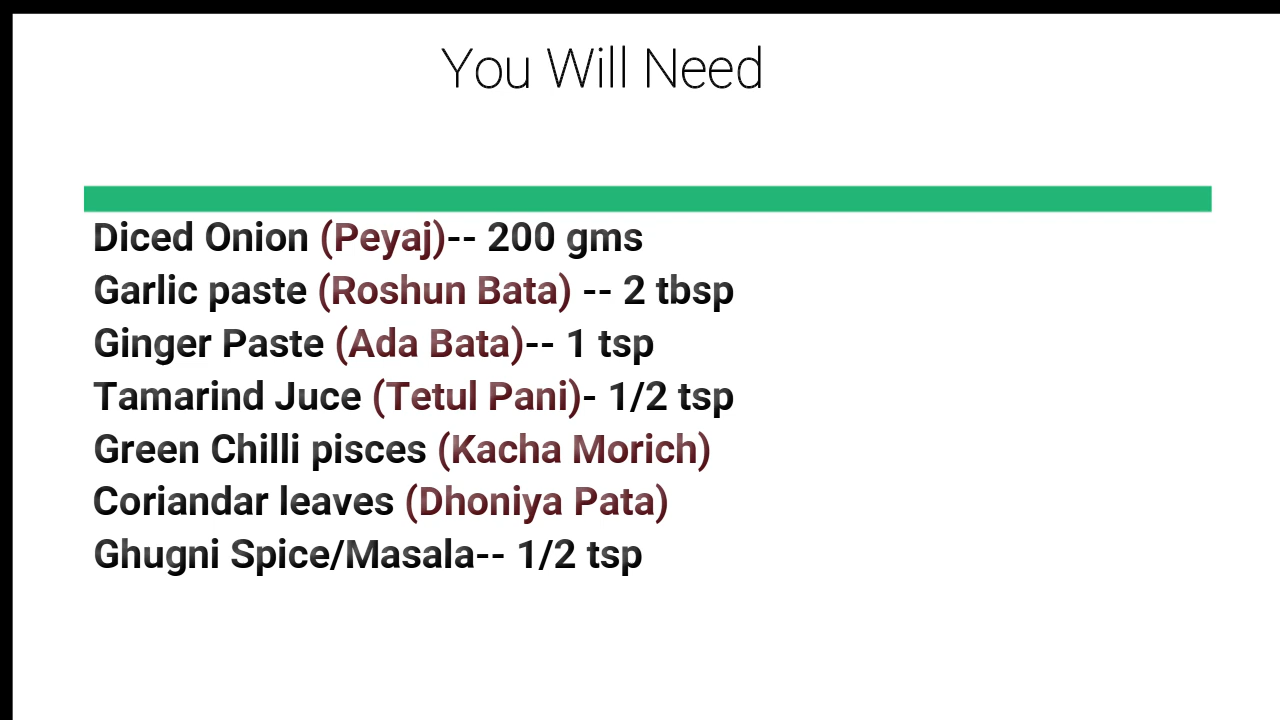 You Will Need
Diced Onion (Peyaj)-- 200 gms
Garlic paste (Roshun Bata) -- 2 tbsp
Ginger Paste (Ada Bata)-- 1 tsp
Tamarind Juce (Tetul Pani)- 1/2 tsp
Green Chilli pisces (Kacha Morich)
Coriandar leaves (Dhoniya Pata)
Ghugni Spice/Masala-- 1/2 tsp